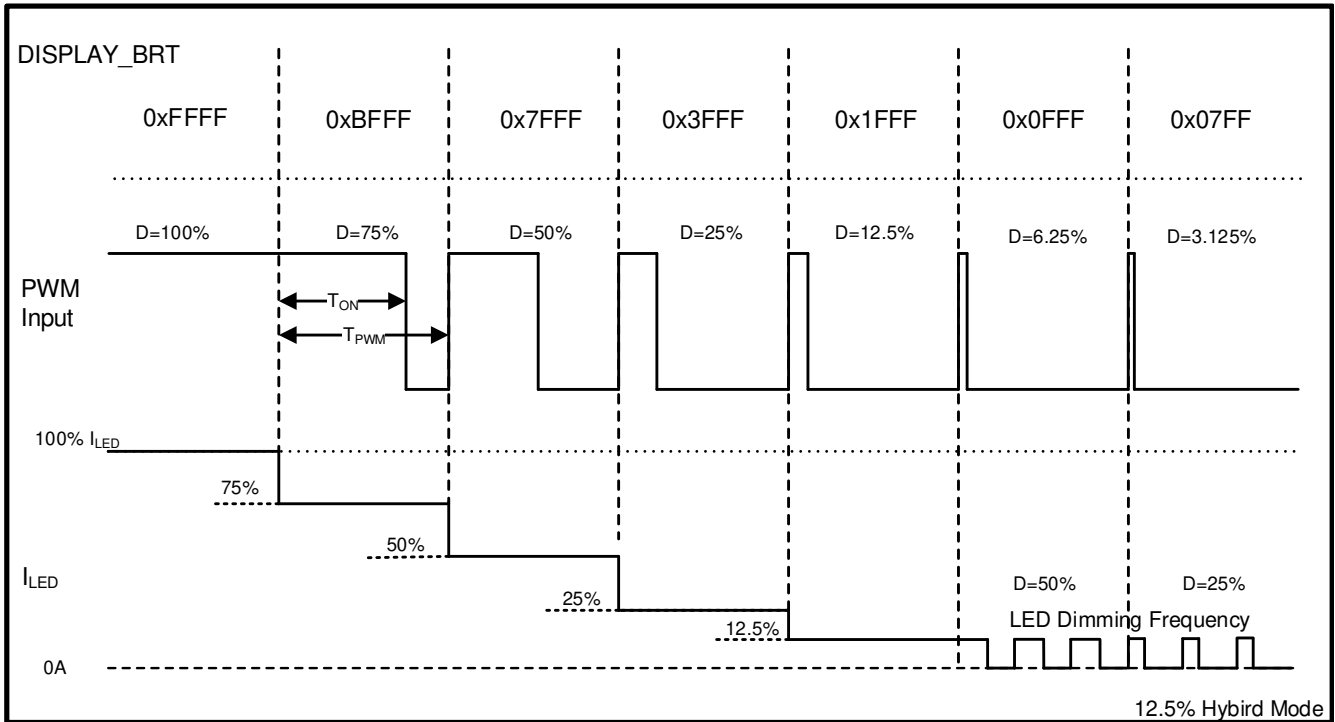 DISPLAY_BRT
0xFFFF 0xBFFF 0x7FFF 0x3FFF 0x1FFF 0x0FFF 0x07FF
D=100% D=75% D=50% D=25% D=12.5% D=6.25% D=3.125%
PWM
Input
TON
TPWM
100% ILED
75%
50%
ILED
25%
12.5%
D=50% D=25%
LED Dimming Frequency
0A
12.5% Hybird Mode